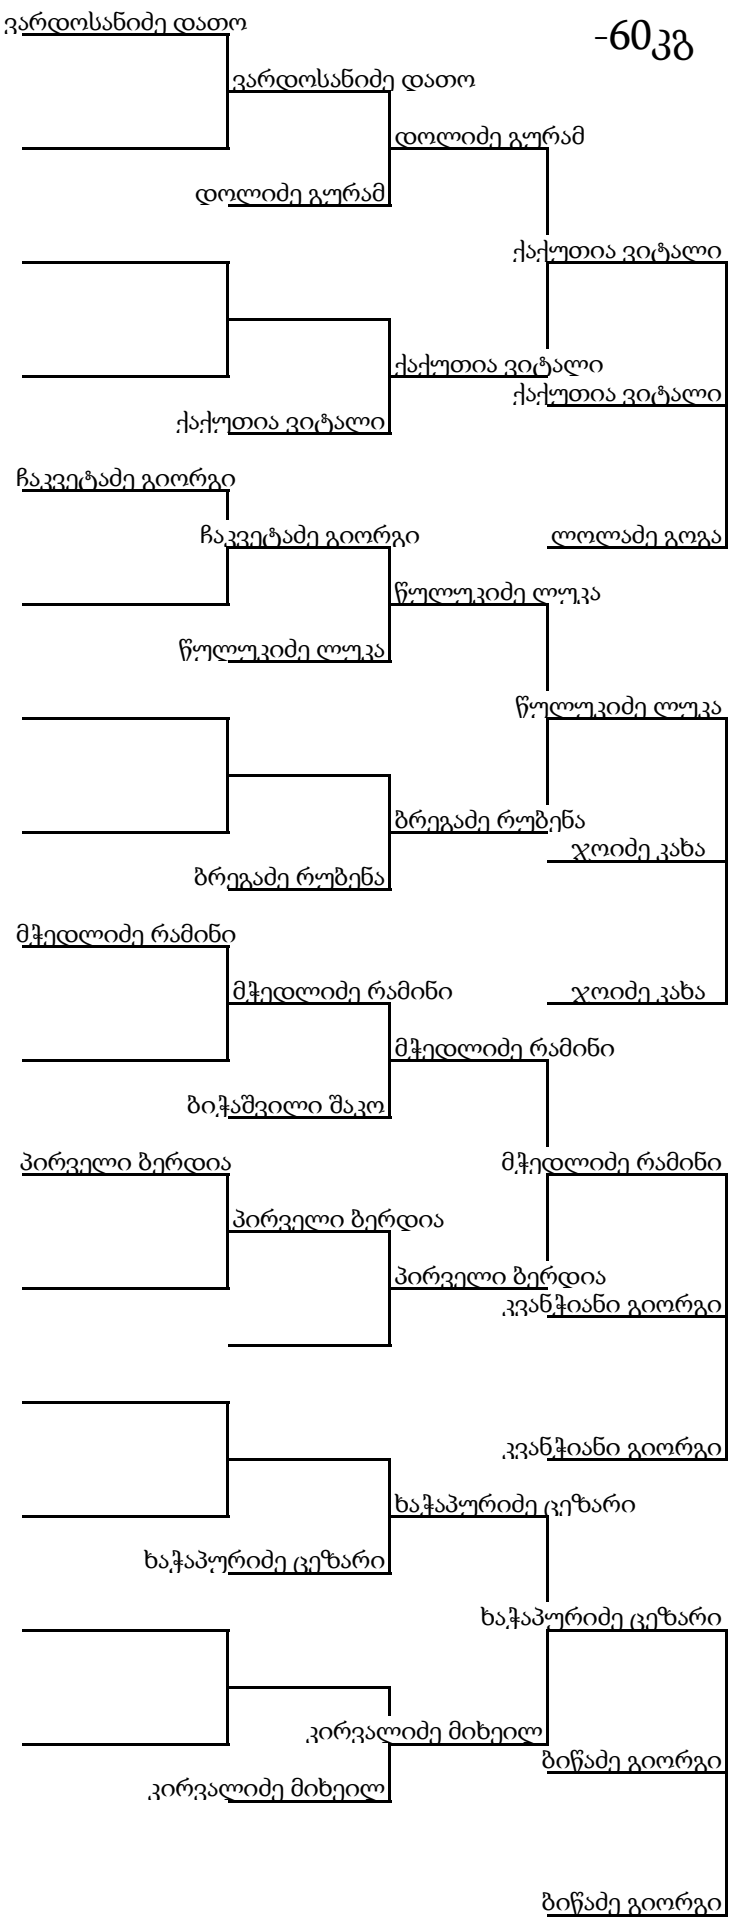 ვარდოსანიძე დათო
-60კგ
ვარდოსანიძე დათო
დოლიძე გურამ
დოლიძე გურამ
ქაქუთია ვიტალი
ქაქუთია ვიტალი
ქაქუთია ვიტალი
ქაქუთია ვიტალი
ჩაკვეტაძე გიორგი
ჩაკვეტაძე გიორგი
ლოლაძე გოგა
წულუკიძე ლუკა
წულუკიძე ლუკა
წულუკიძე ლუკა
ბრეგაძე რუბენა
ჯოიძე კახა
ბრეგაძე რუბენა
მჭედლიძე რამინი
მჭედლიძე რამინი
ჯოიძე კახა
მჭედლიძე რამინი
ბიჭაშვილი შაკო
პირველი ბერდია
მჭედლიძე რამინი
პირველი ბერდია
პირველი ბერდია
კვანჭიანი გიორგი
კვანჭიანი გიორგი
ხაჭაპურიძე ცეზარი
ხაჭაპურიძე ცეზარი
ხაჭაპურიძე ცეზარი
კირვალიძე მიხეილ
ბიწაძე გიორგი
კირვალიძე მიხეილ
ბიწაძე გიორგი